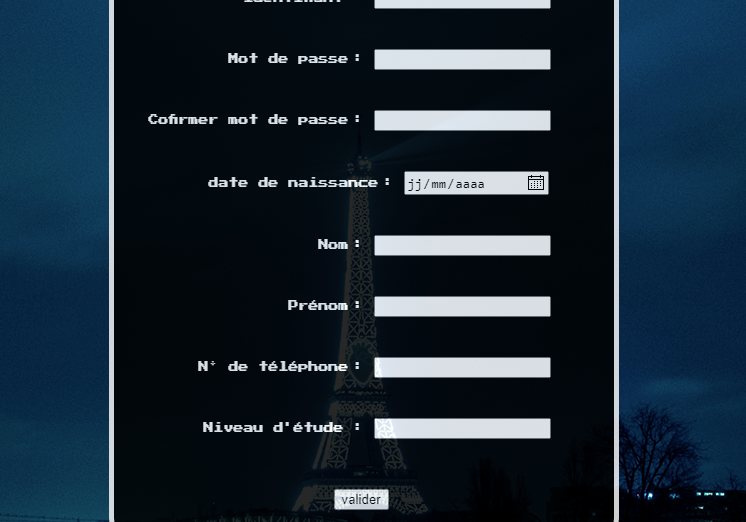 Mot de passe :
Cofirmer mot de passe :
date de naissance : jj/mm/aaaa
Nom :
Prénom :
N° de téléphone :
Niveau d'étude :
valider